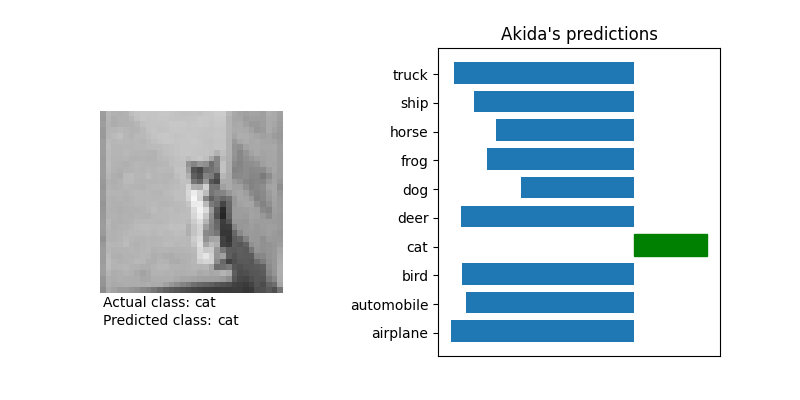 Akida's predictions
truck
ship
horse
frog
dog
deer
cat
bird
automobile
airplane
Actual class: cat
Predicted class: cat